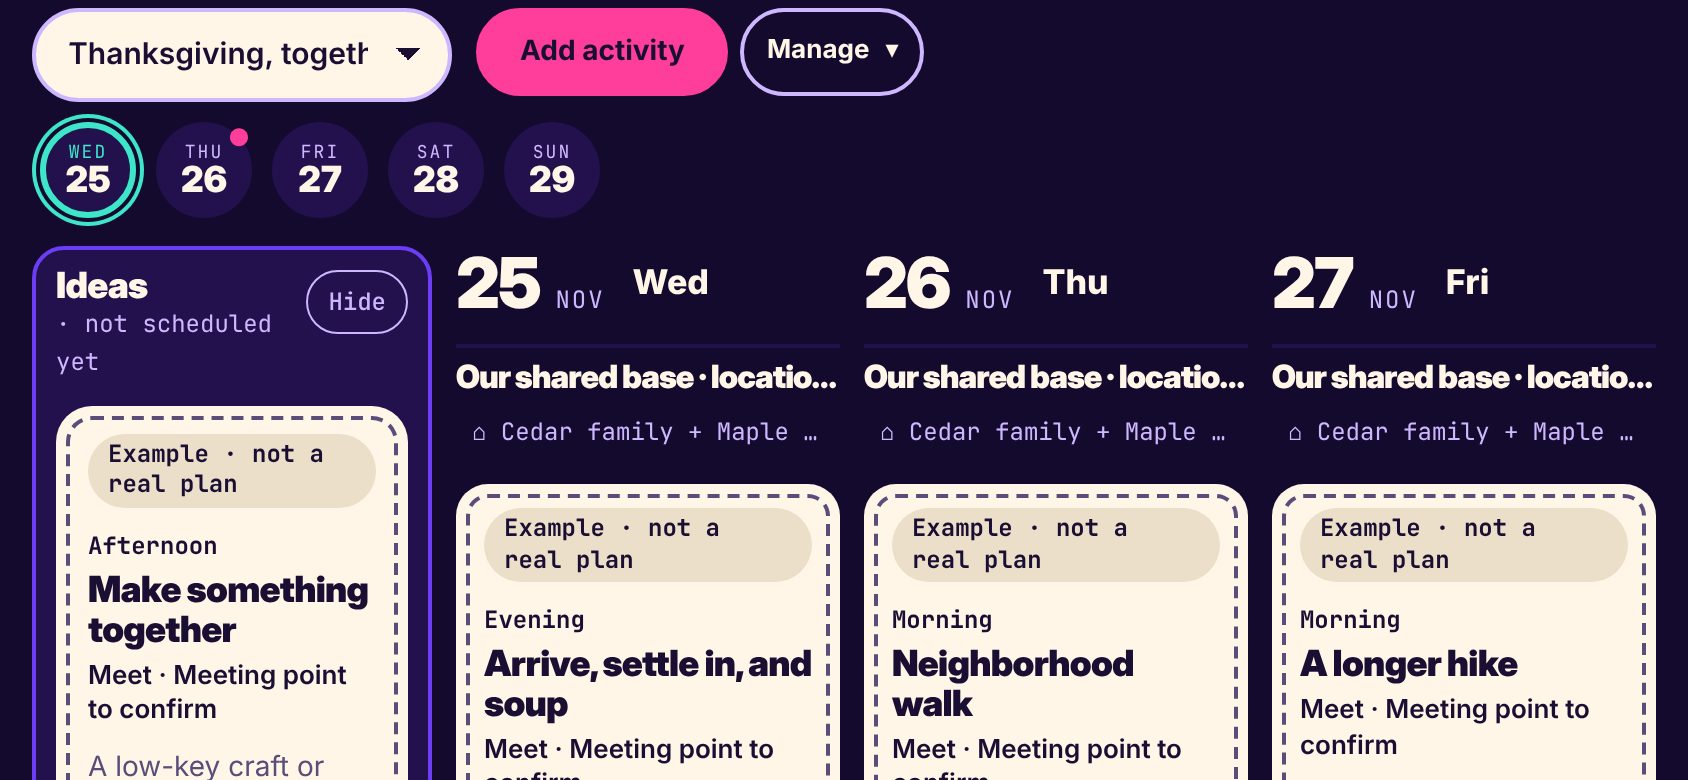 Thanksgiving, togeth
Add activity
Manage ▼
WED
25
THU
26
FRI
27
SAT
28
SUN
29
Ideas
· not scheduled
yet
Hide
Example · not a
real plan
Afternoon
Make something
together
Meet · Meeting point
to confirm
A low-key craft or
25 NOV Wed
Our shared base · locatio...
⌂ Cedar family + Maple …
Example · not a
real plan
Evening
Arrive, settle in, and
soup
Meet · Meeting point to
confirm
26 NOV Thu
Our shared base · locatio...
⌂ Cedar family + Maple …
Example · not a
real plan
Morning
Neighborhood
walk
Meet · Meeting point to
confirm
27 NOV Fri
Our shared base · locatio...
⌂ Cedar family + Maple …
Example · not a
real plan
Morning
A longer hike
Meet · Meeting point to
confirm